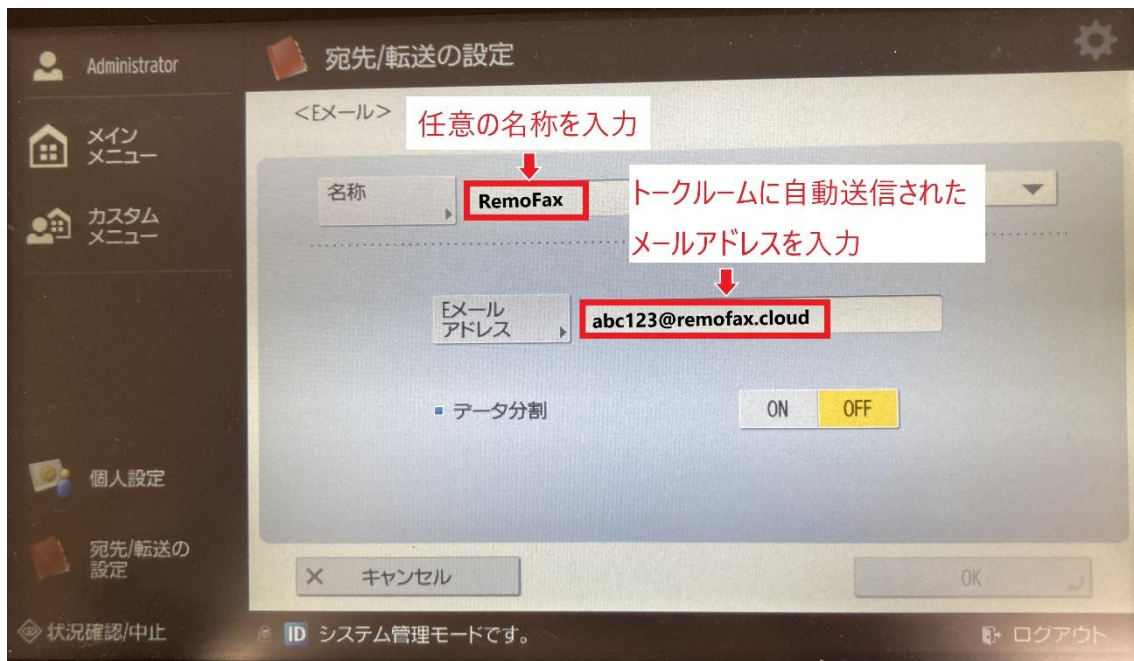 Administrator
宛先/転送の設定
<Eメール>
任意の名称を入力
メイン
メニュー
名称
RemoFax
トークルームに自動送信された
メールアドレスを入力
カスタム
メニュー
Eメール
アドレス
abc123@remofax.cloud
データ分割
ON
OFF
個人設定
宛先/転送の
設定
キャンセル
OK
状況確認/中止
ID システム管理モードです。
ログアウト